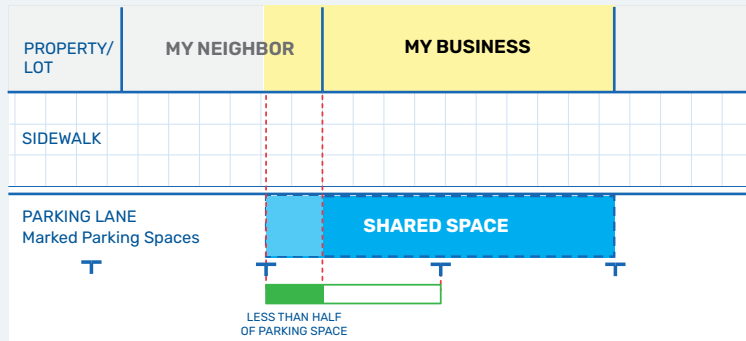 PROPERTY/
LOT
MY NEIGHBOR
MY BUSINESS
SIDEWALK
PARKING LANE
Marked Parking Spaces
SHARED SPACE
LESS THAN HALF
OF PARKING SPACE